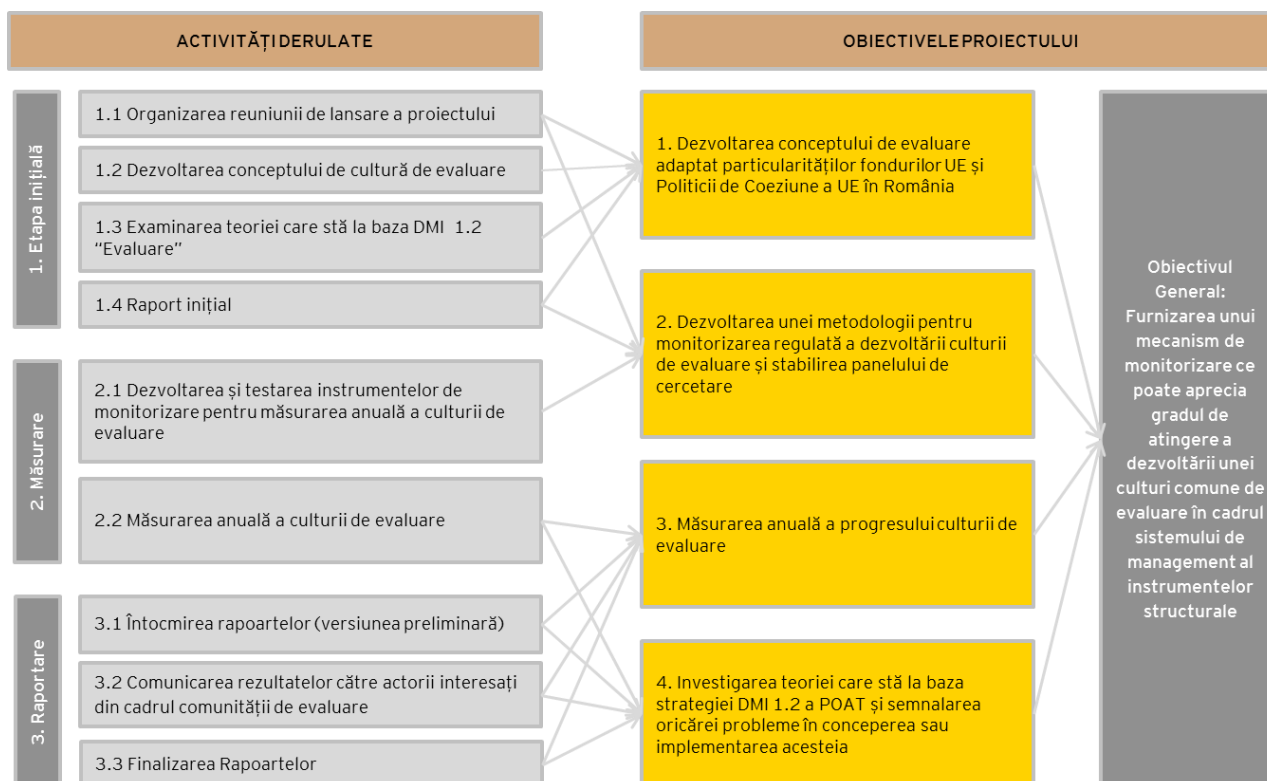 ACTIVITĂȚI DERULATE
OBIECTIVELE PROIECTULUI
1. Etapa inițială
1.1 Organizarea reuniunii de lansare a proiectului
1.2 Dezvoltarea conceptului de cultură de evaluare
1.3 Examinarea teoriei care stă la baza DMI 1.2
“Evaluare”
1.4 Raport inițial
2. Măsurare
2.1 Dezvoltarea și testarea instrumentelor de
monitorizare pentru măsurarea anuală a culturii de
evaluare
2.2 Măsurarea anuală a culturii de evaluare
3. Raportare
3.1 Întocmirea rapoartelor (versiunea preliminară)
3.2 Comunicarea rezultatelor către actorii interesați
din cadrul comunității de evaluare
3.3 Finalizarea Rapoartelor
1. Dezvoltarea conceptului de evaluare
adaptat particularităților fondurilor UE și
Politicii de Coeziune a UE în România
2. Dezvoltarea unei metodologii pentru
monitorizarea regulată a dezvoltării culturii
de evaluare și stabilirea panelului de
cercetare
3. Măsurarea anuală a progresului culturii de
evaluare
4. Investigarea teoriei care stă la baza
strategiei DMI 1.2 a POAT și semnalarea
oricărei probleme în conceperea sau
implementarea acesteia
Obiectivul
General:
Furnizarea unui
mecanism de
monitorizare ce
poate aprecia
gradul de
atingere a
dezvoltării unei
culturi comune de
evaluare în cadrul
sistemului de
management al
instrumentelor
structurale